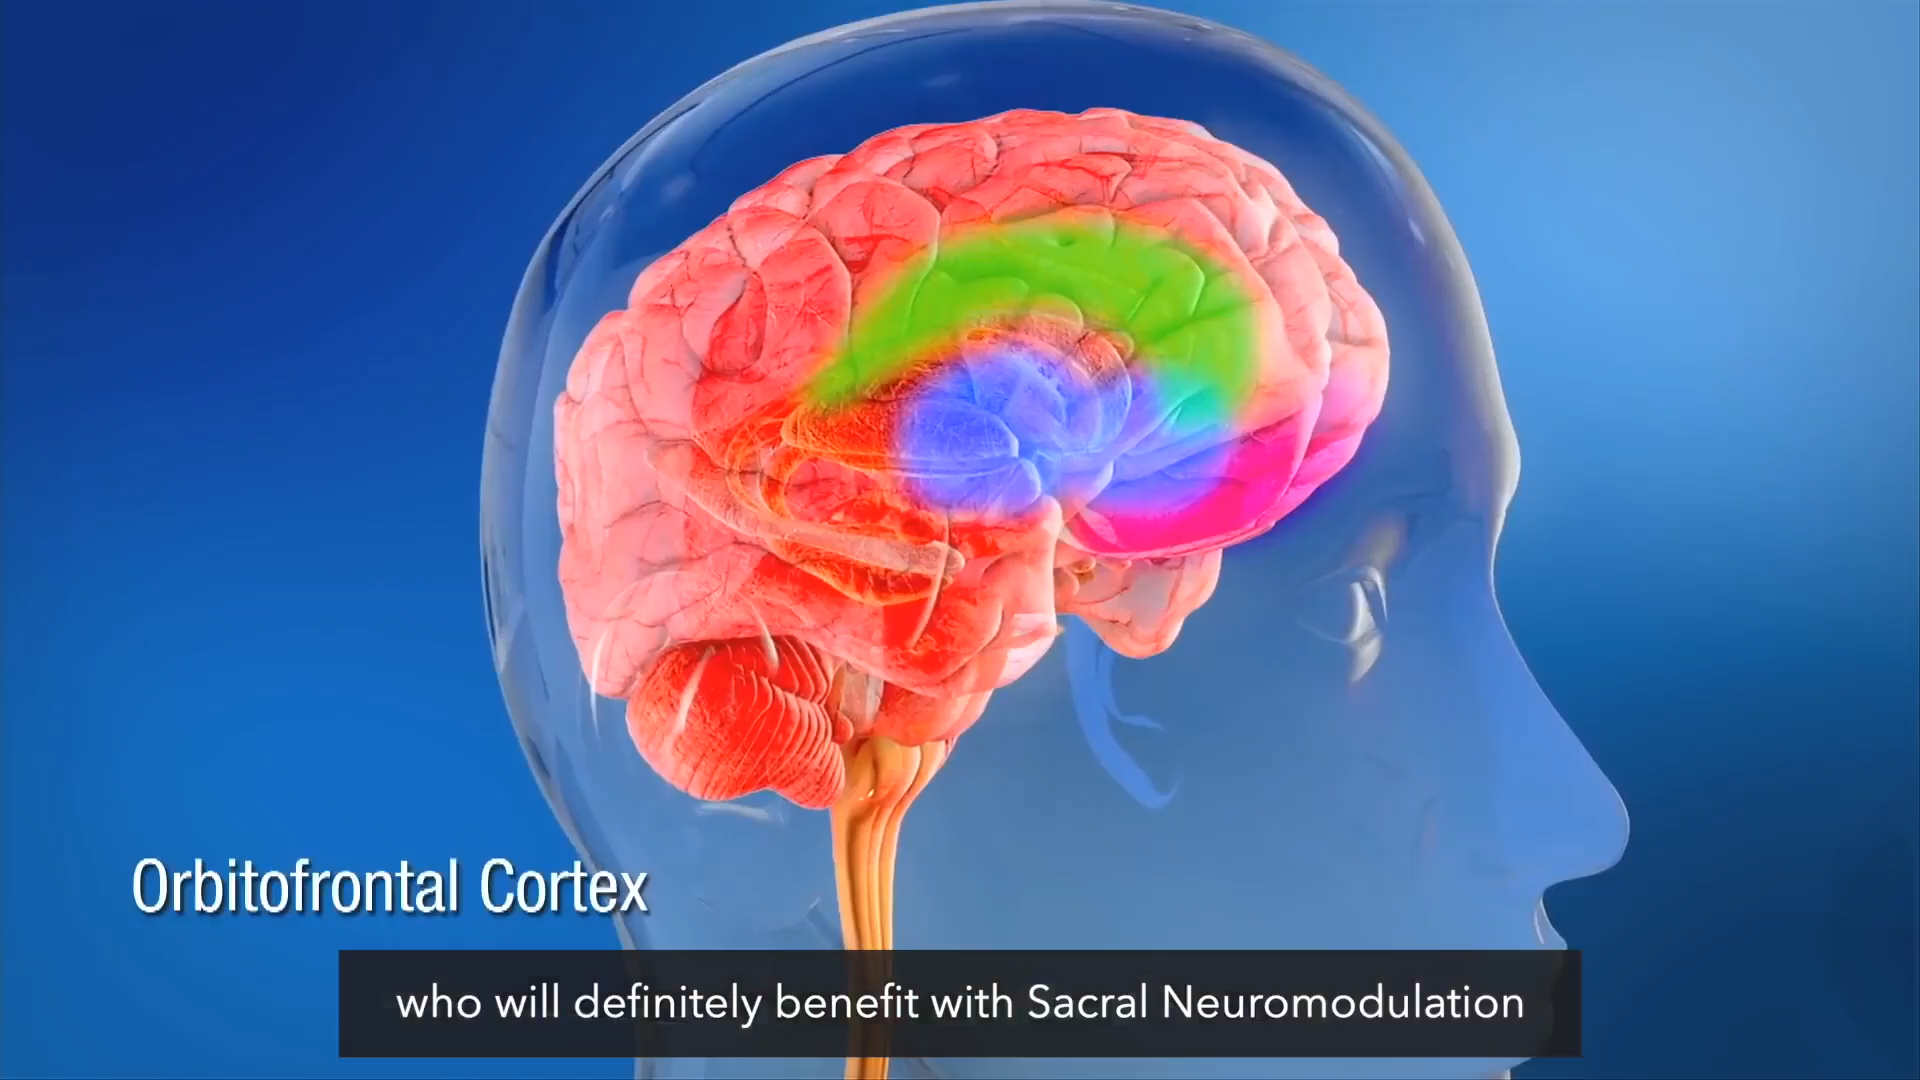 Orbitofrontal Cortex
who will definitely benefit with Sacral Neuromodulation